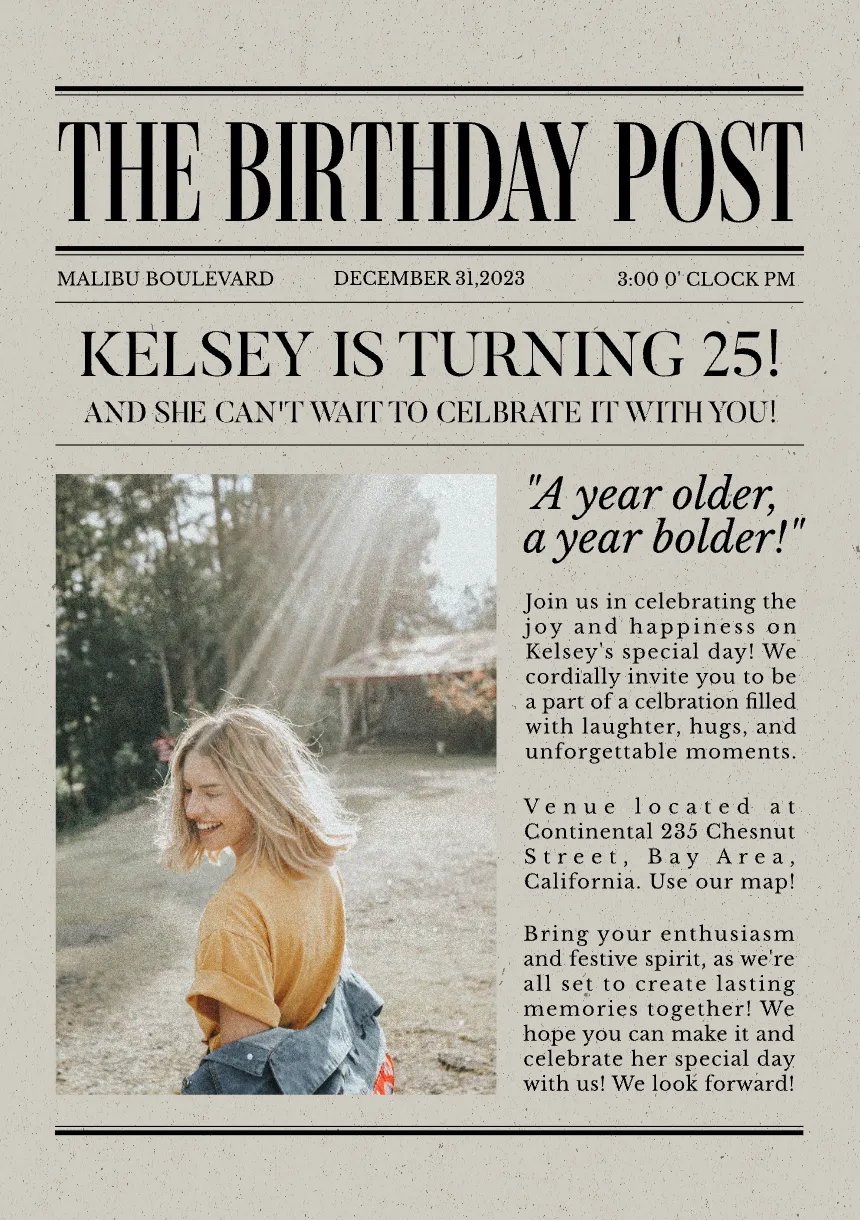 THE BIRTHDAY POST
MALIBU BOULEVARD DECEMBER 31,2023 3:00 0' CLOCK PM
KELSEY IS TURNING 25!
AND SHE CAN'T WAIT TO CELBRATE IT WITH YOU!
"A year older,
a year bolder!"
Join us in celebrating the
joy and happiness on
Kelsey's special day! We
cordially invite you to be
a part of a celbration filled
with laughter, hugs, and
unforgettable moments.
Venue located at
Continental 235 Chesnut
Street, Bay Area,
California. Use our map!
Bring your enthusiasm
and festive spirit, as we're
all set to create lasting
memories together! We
hope you can make it and
celebrate her special day
with us! We look forward!